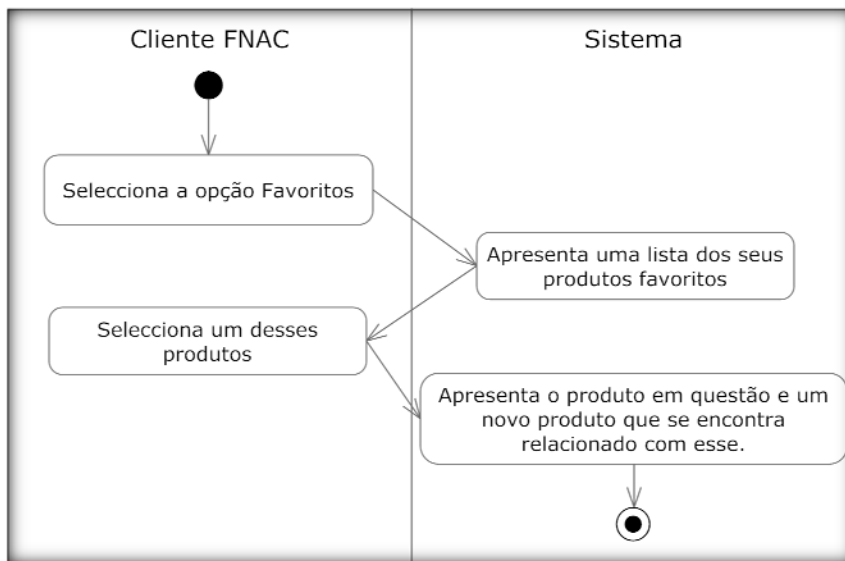 Cliente FNAC
Sistema
Selecciona a opção Favoritos
Apresenta uma lista dos seus
produtos favoritos
Selecciona um desses
produtos
Apresenta o produto em questão e um
novo produto que se encontra
relacionado com esse.